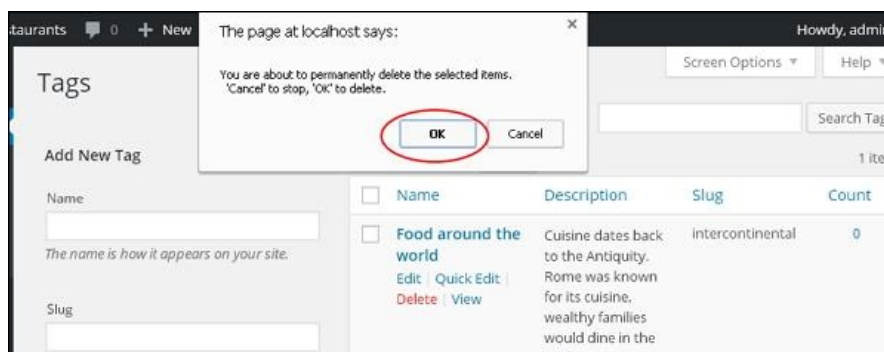 staurants 0 + New
Howdy, admin
The page at localhost says:
×
You are about to permanently delete the selected items.
'Cancel' to stop, 'OK' to delete.
OK Cancel
Screen Options Help
Tags
Search Tag
1 ite
Add New Tag
Name
The name is how it appears on your site.
Slug
Name Description Slug Count
Food around the
world
Edit | Quick Edit |
Delete | View
Cuisine dates back
to the Antiquity.
Rome was known
for its cuisine,
wealthy families
would dine in the
intercontinental
0